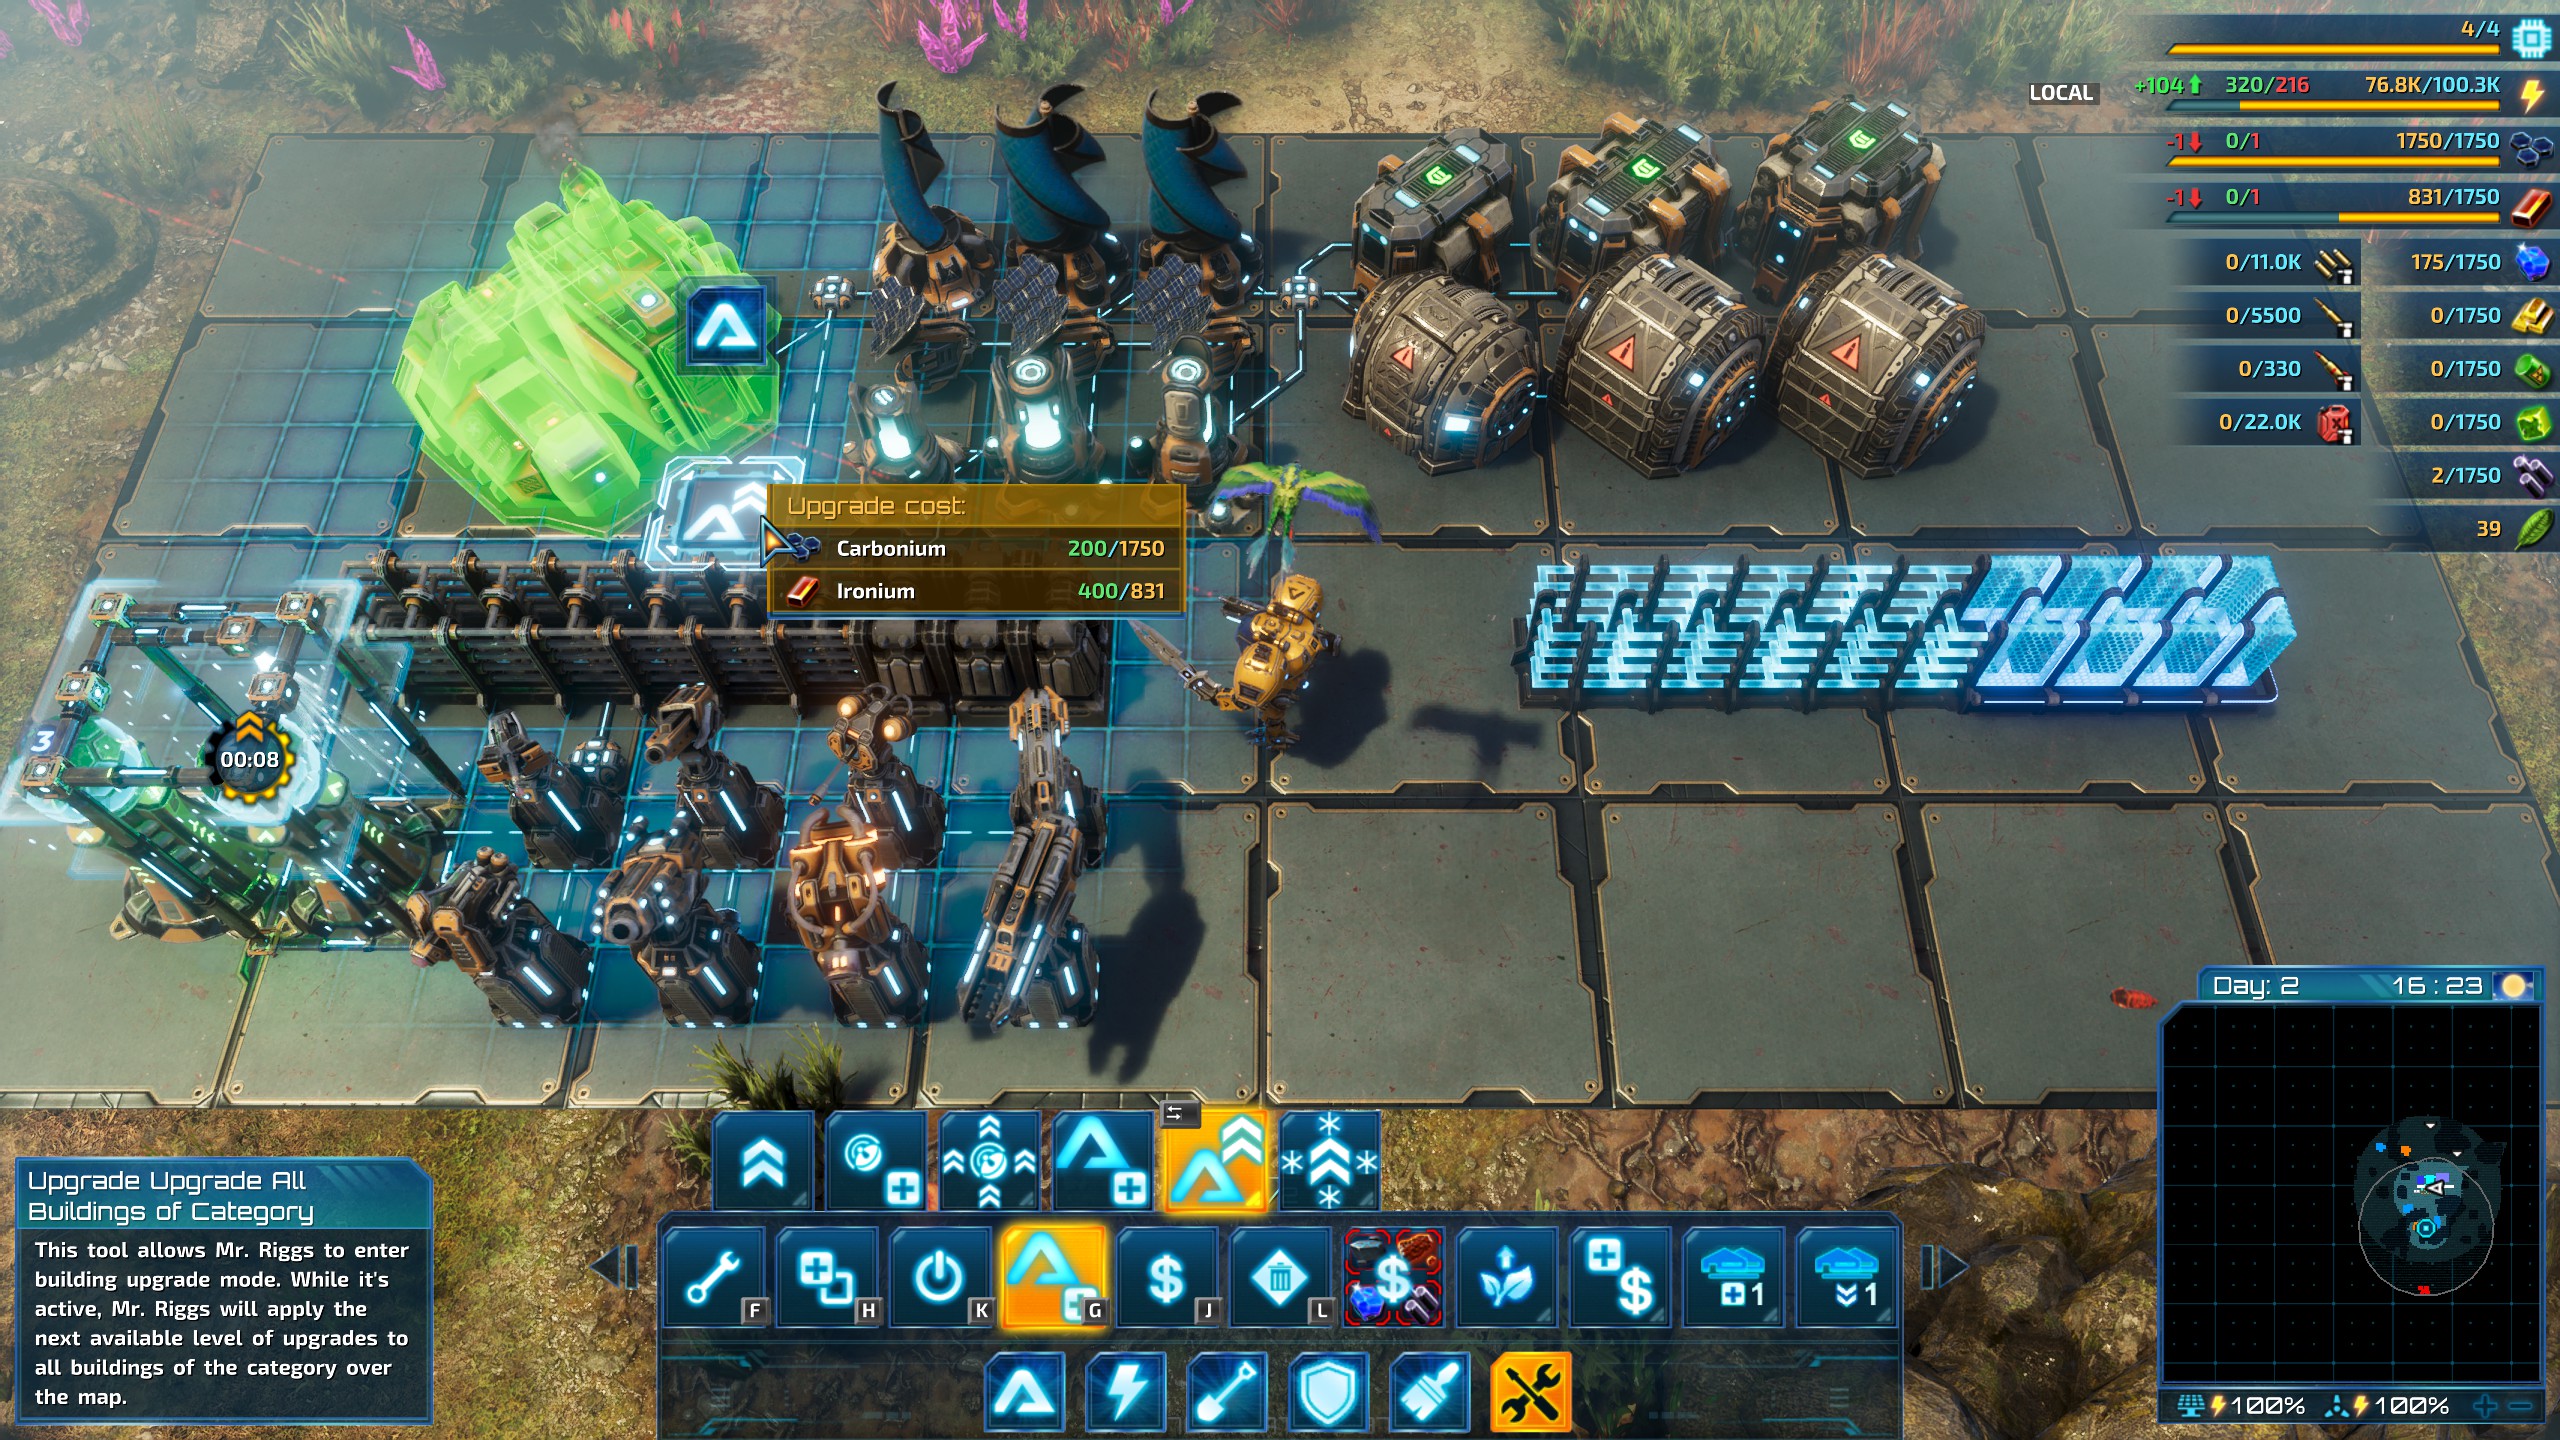 4/4
LOCAL
+104 320/216 76.8K/100.3K
-1 0/1 1750/1750
-1 0/1 831/1750
0/11.0K 175/1750
0/5500 0/1750
0/330 0/1750
0/22.0K 0/1750
2/1750
39
Upgrade cost:
Carbonium 200/1750
Ironium 400/831
3
00:08
Day: 2 16:23
Upgrade Upgrade All
Buildings of Category
This tool allows Mr. Riggs to enter
building upgrade mode. While it's
active, Mr. Riggs will apply the
next available level of upgrades to
all buildings of the category over
the map.
F H K G $ J L $ $ 1 1
100% 100%